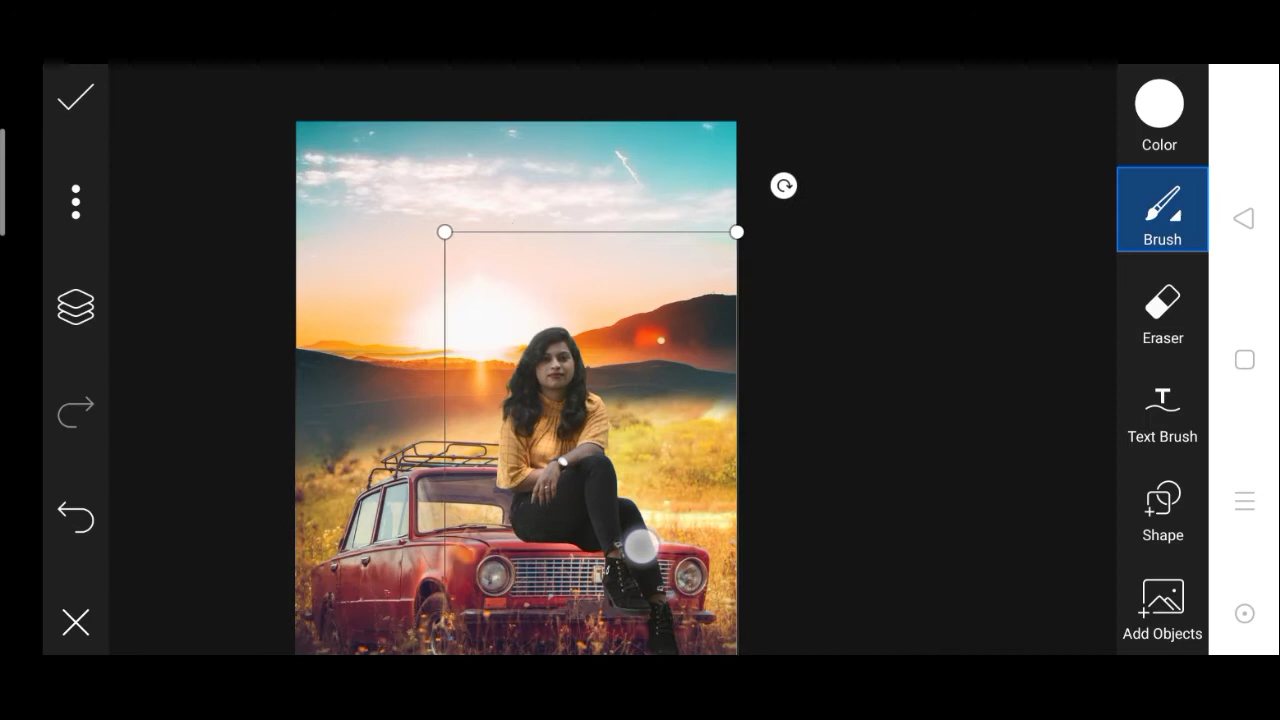 Color
Brush
Eraser
Text Brush
Shape
Add Objects